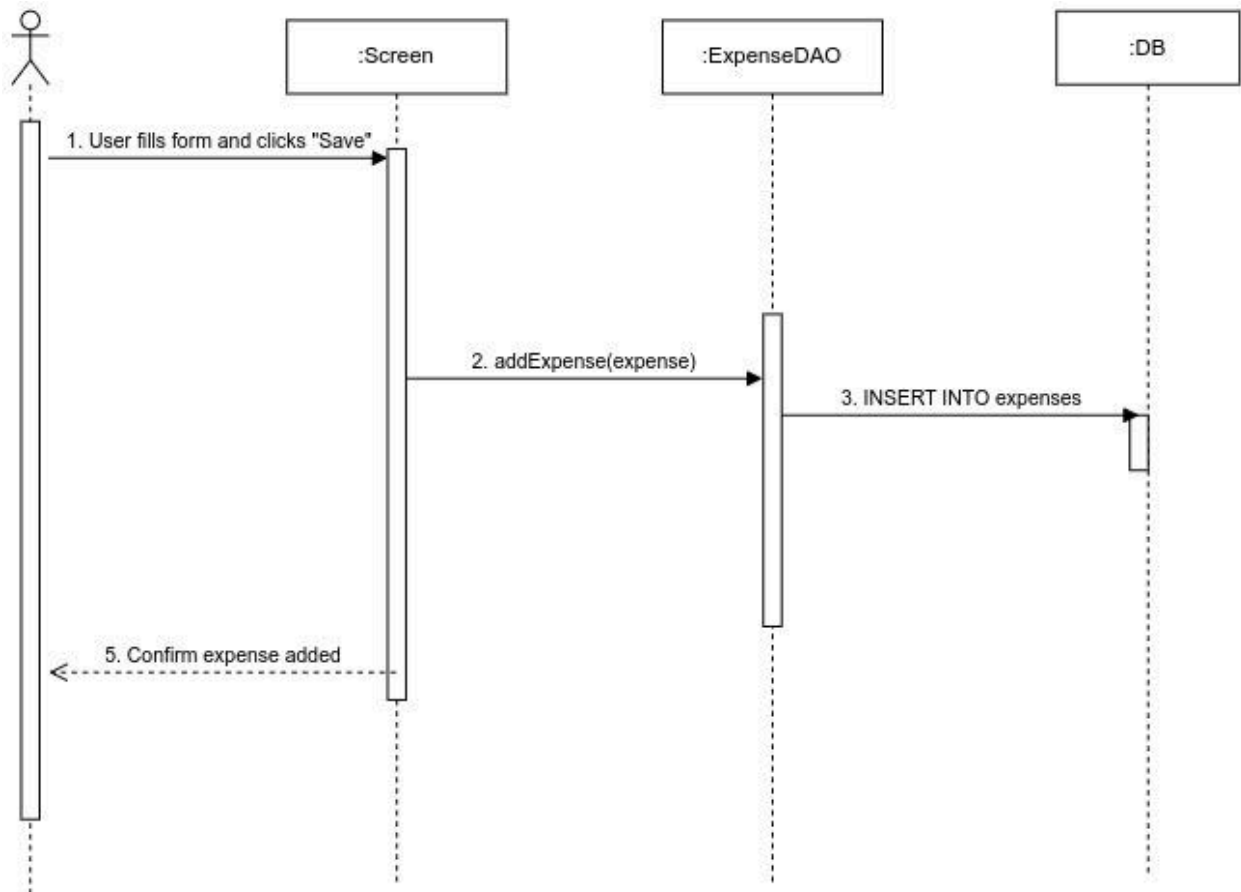 :Screen
:ExpenseDAO
:DB
1. User fills form and clicks "Save"
2. addExpense(expense)
3. INSERT INTO expenses
5. Confirm expense added